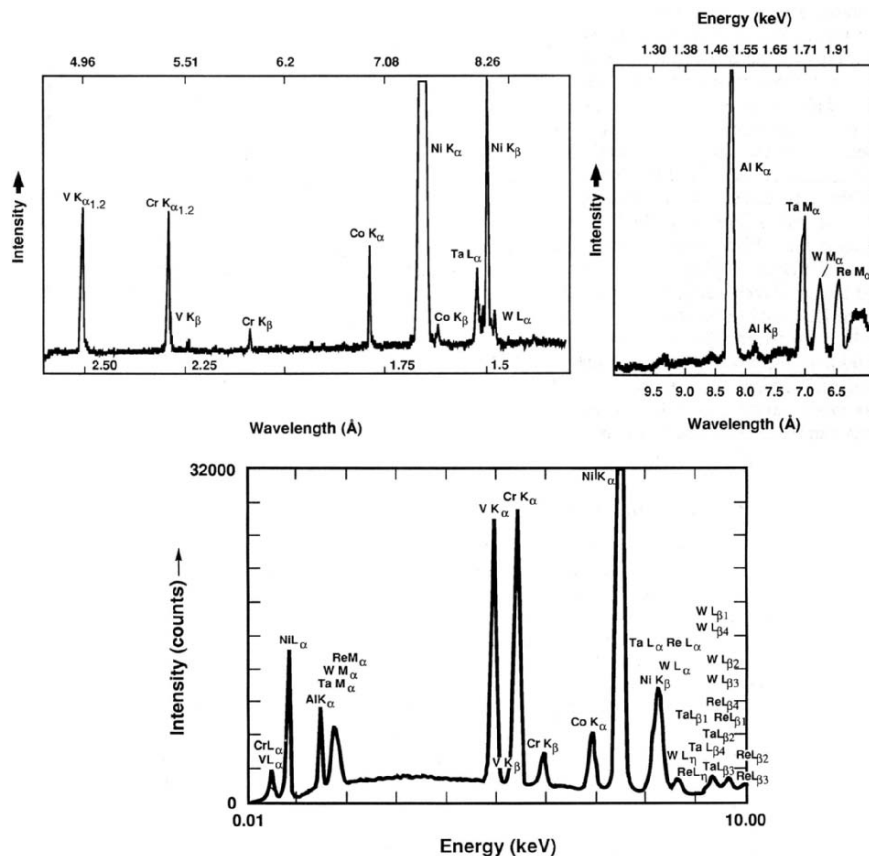 4.96 5.51 6.2 7.08 8.26
Intensity
V Kα1.2
Cr Kα1.2
V Kβ
Cr Kβ
Co Kα
Ni Kα
Co Kβ
Ta Lα
Ni Kβ
W Lα
2.50 2.25 1.75 1.5
Wavelength (Å)
Energy (keV)
1.30 1.38 1.46 1.55 1.65 1.71 1.91
Intensity
Al Kα
Al Kβ
Ta Mα
W Mα
Re Mα
9.5 9.0 8.5 8.0 7.5 7.0 6.5
Wavelength (Å)
32000
Intensity (counts)
0
CrLα
VLα
NiLα
ReMα
W Mα
Ta Mα
AlKα
V Kα
Cr Kα
V Kβ
Cr Kβ
Co Kα
Ni Kα
Ta Lα Re Lα
W Lα
Ni Kβ
W Lβ1
W Lβ4
W Lβ2
W Lβ3
ReLβ4
TaLβ1 ReLβ1
TaLβ2
Ta Lβ4
W Lη
TaLβ3 ReLβ2
ReLη
ReLβ3
0.01 10.00
Energy (keV)